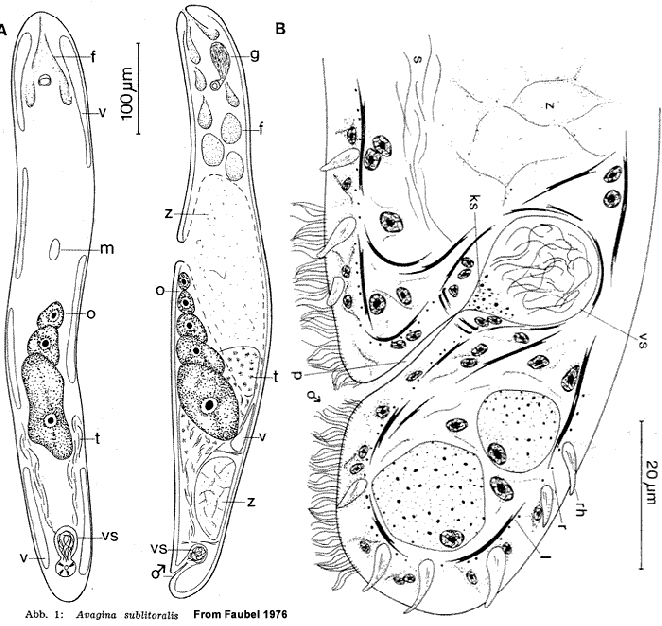 A
f
v
100 µm
m
o
t
v
vs
g
f
z
o
t
v
z
vs
♂
B
s
z
ks
vs
p
♂
rh
r
l
20 µm
Abb. 1: Avagina sublitoralis From Faubel 1976